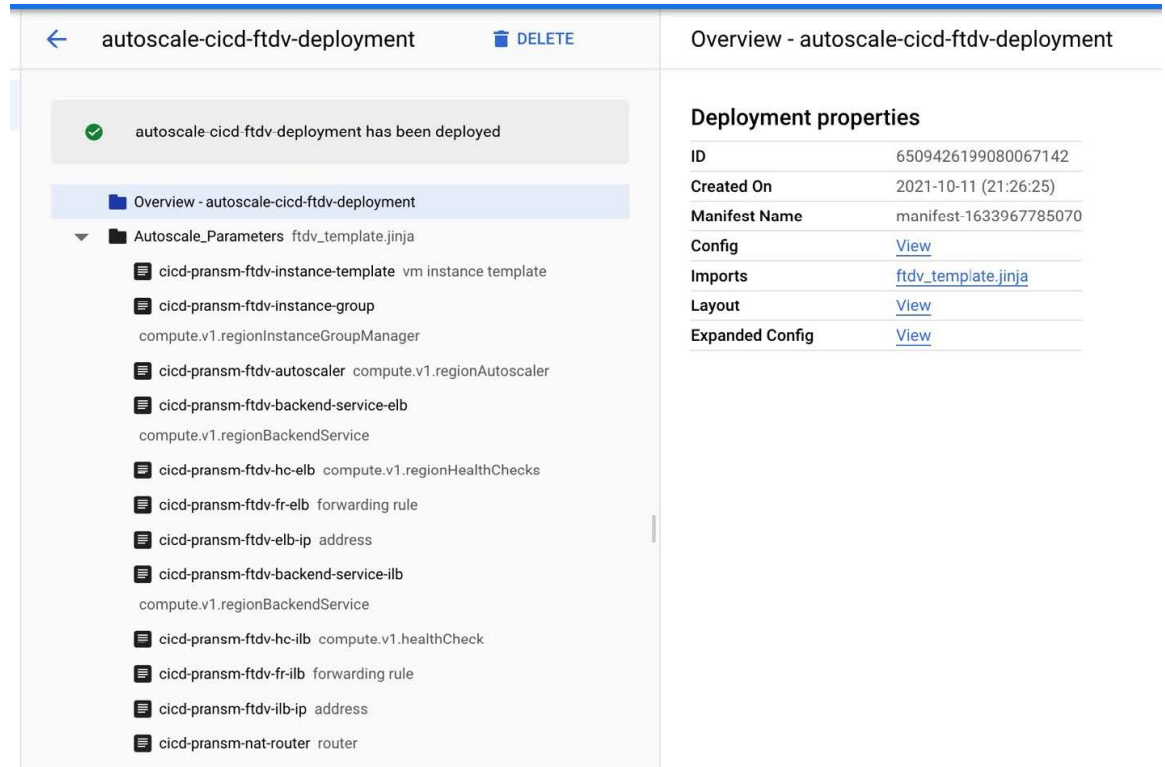 autoscale-cicd-ftdv-deployment
DELETE
autoscale-cicd-ftdv-deployment has been deployed
Overview - autoscale-cicd-ftdv-deployment
Autoscale_Parameters ftdv_template.jinja
cicd-pransm-ftdv-instance-template vm instance template
cicd-pransm-ftdv-instance-group
compute.v1.regionInstanceGroupManager
cicd-pransm-ftdv-autoscaler compute.v1.regionAutoscaler
cicd-pransm-ftdv-backend-service-elb
compute.v1.regionBackendService
cicd-pransm-ftdv-hc-elb compute.v1.regionHealthChecks
cicd-pransm-ftdv-fr-elb forwarding rule
cicd-pransm-ftdv-elb-ip address
cicd-pransm-ftdv-backend-service-ilb
compute.v1.regionBackendService
cicd-pransm-ftdv-hc-ilb compute.v1.healthCheck
cicd-pransm-ftdv-fr-ilb forwarding rule
cicd-pransm-ftdv-ilb-ip address
cicd-pransm-nat-router router
Overview - autoscale-cicd-ftdv-deployment
Deployment properties
ID 6509426199080067142
Created On 2021-10-11 (21:26:25)
Manifest Name manifest-1633967785070
Config View
Imports ftdv_template.jinja
Layout View
Expanded Config View